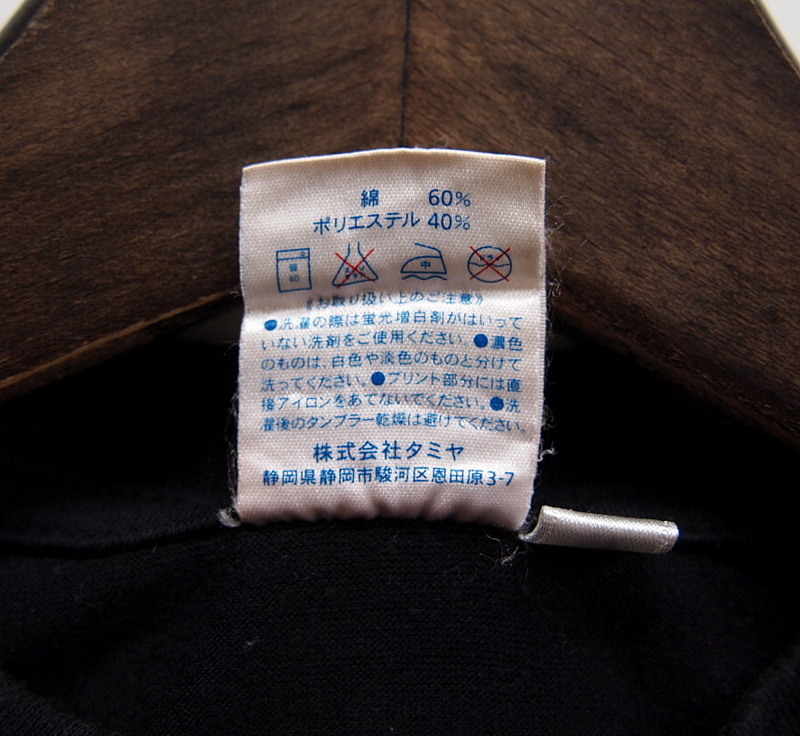 綿 60%
ポリエステル 40%
40
中
《お取り扱い上のご注意》
●洗濯の際は蛍光増白剤がはいって
いない洗剤をご使用ください。●濃色
のものは、白色や淡色のものと分けて
洗ってください。●プリント部分には直
接アイロンをあてないでください。●洗
濯後のタンブラー乾燥は避けてください。
株式会社タミヤ
静岡県静岡市駿河区恩田原3-7